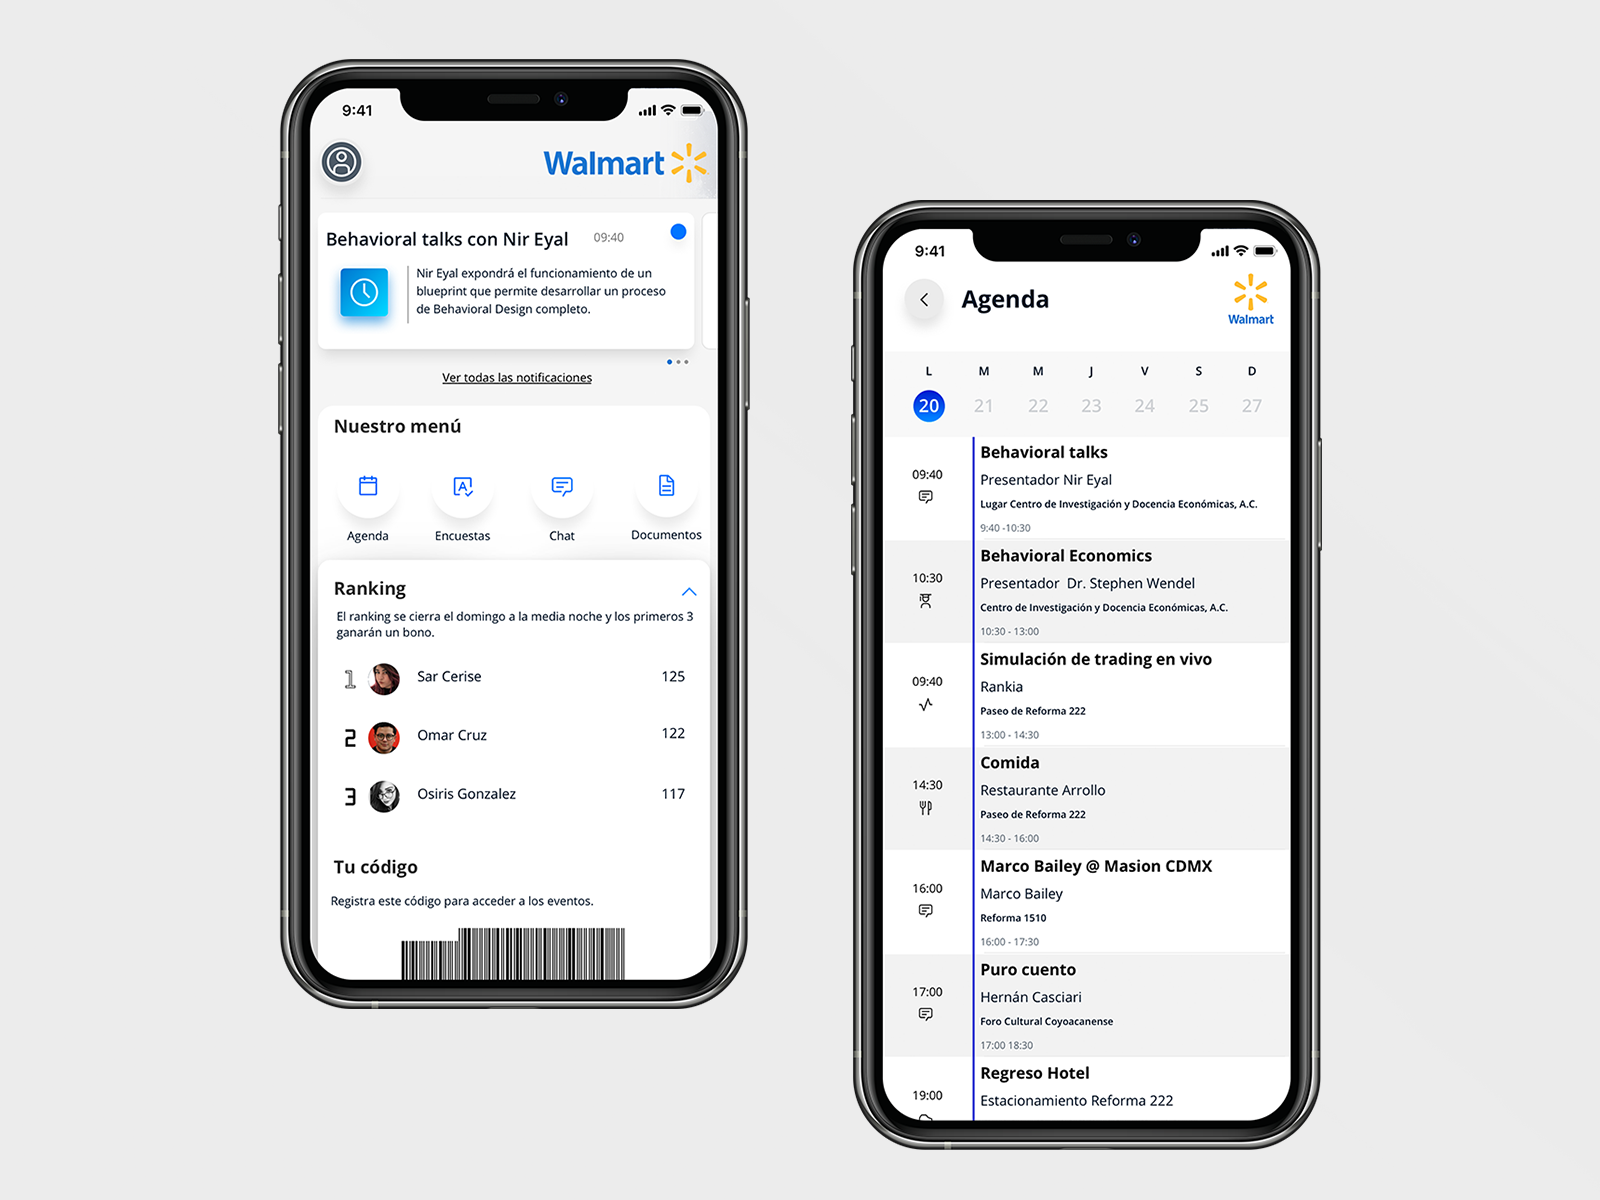 9:41
Walmart
Behavioral talks con Nir Eyal 09:40
Nir Eyal expondrá el funcionamiento de un
blueprint que permite desarrollar un proceso
de Behavioral Design completo.
Ver todas las notificaciones
Nuestro menú
Agenda Encuestas Chat Documentos
Ranking
El ranking se cierra el domingo a la media noche y los primeros 3
ganarán un bono.
1 Sar Cerise 125
2 Omar Cruz 122
3 Osiris Gonzalez 117
Tu código
Registra este código para acceder a los eventos.
9:41
Agenda
Walmart
L M M J V S D
20 21 22 23 24 25 27
09:40
Behavioral talks
Presentador Nir Eyal
Lugar Centro de Investigación y Docencia Económicas, A.C.
9:40 -10:30
10:30
Behavioral Economics
Presentador Dr. Stephen Wendel
Centro de Investigación y Docencia Económicas, A.C.
10:30 - 13:00
09:40
Simulación de trading en vivo
Rankia
Paseo de Reforma 222
13:00 - 14:30
14:30
Comida
Restaurante Arrollo
Paseo de Reforma 222
14:30 - 16:00
16:00
Marco Bailey @ Masion CDMX
Marco Bailey
Reforma 1510
16:00 - 17:30
17:00
Puro cuento
Hernán Casciari
Foro Cultural Coyoacanense
17:00 18:30
19:00
Regreso Hotel
Estacionamiento Reforma 222